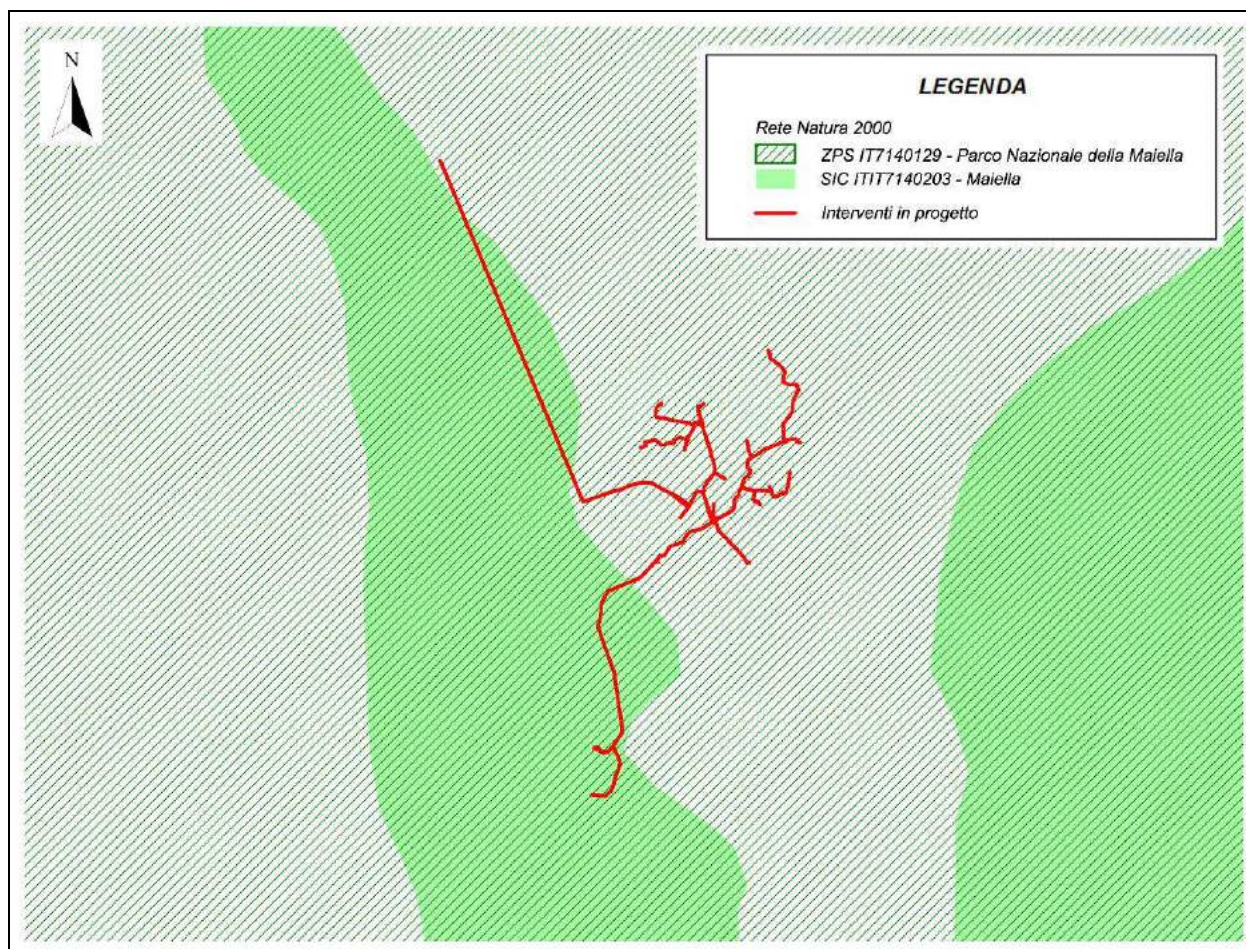 N
LEGENDA
Rete Natura 2000
ZPS IT7140129 - Parco Nazionale della Maiella
SIC ITIT7140203 - Maiella
Interventi in progetto